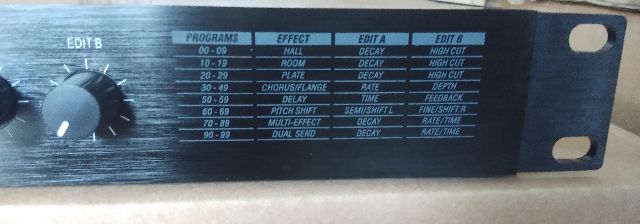 EDIT B
PROGRAMS EFFECT EDIT A EDIT B
00 - 09 HALL DECAY HIGH CUT
10 - 19 ROOM DECAY HIGH CUT
20 - 29 PLATE DECAY HIGH CUT
30 - 49 CHORUS/FLANGE RATE DEPTH
50 - 59 DELAY TIME FEEDBACK
60 - 69 PITCH SHIFT SEMI/SHIFT L FINE/SHIFT R
70 - 89 MULTI-EFFECT DECAY RATE/TIME
90 - 99 DUAL SEND DECAY RATE/TIME